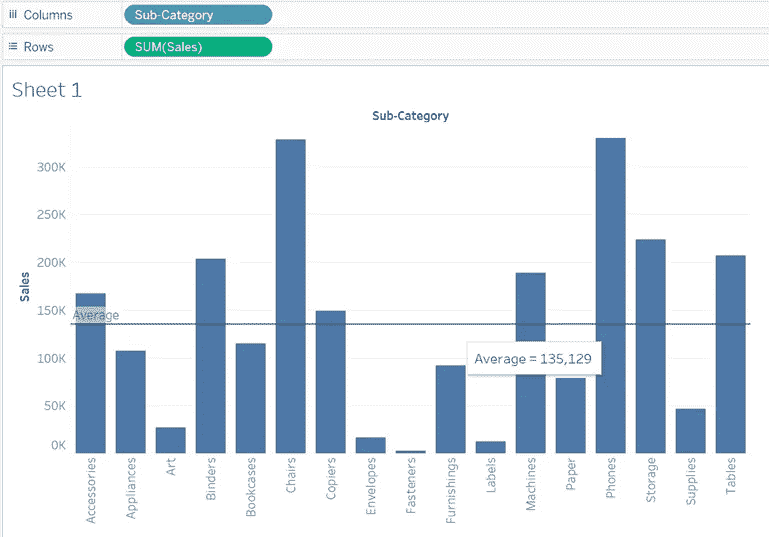 Columns
Sub-Category
Rows
SUM(Sales)
Sheet 1
Sub-Category
300K
250K
200K
150K
100K
50K
0K
Sales
Average
Average = 135,129
Accessories
Appliances
Art
Binders
Bookcases
Chairs
Copiers
Envelopes
Fasteners
Furnishings
Labels
Machines
Paper
Phones
Storage
Supplies
Tables